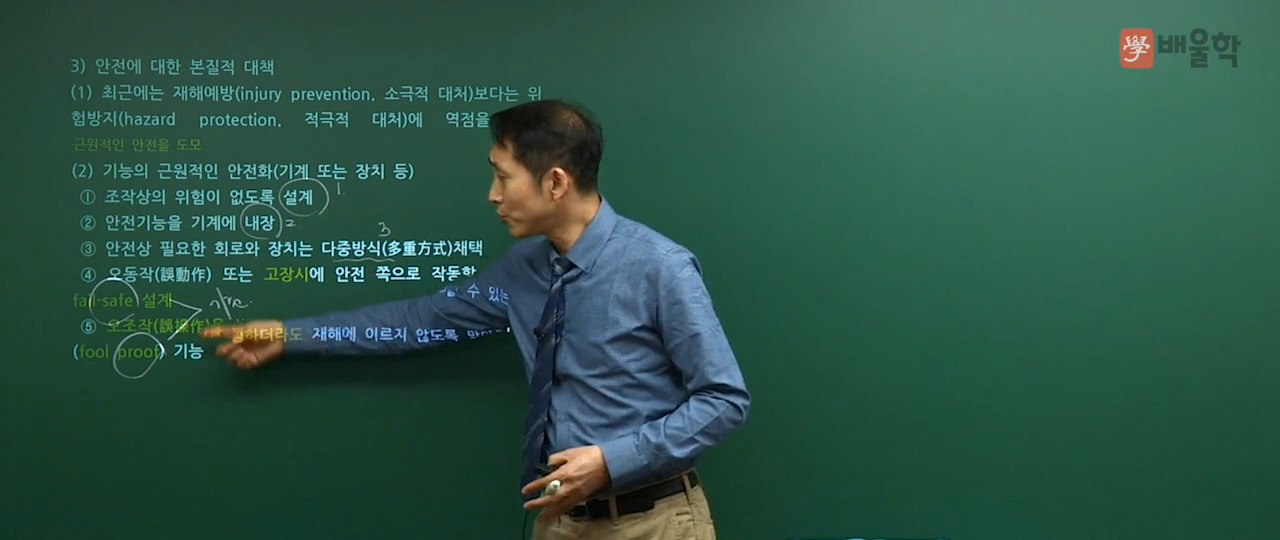 學 배울학
3) 안전에 대한 본질적 대책
(1) 최근에는 재해예방(injury prevention. 소극적 대처)보다는 위
험방지(hazard protection. 적극적 대처)에 역점을
근원적인 안전을 도모
(2) 기능의 근원적인 안전화(기계 또는 장치 등)
① 조작상의 위험이 없도록 설계 1.
② 안전기능을 기계에 내장 2
3
③ 안전상 필요한 회로와 장치는 다중방식(多重方式)채택
④ 오동작(誤動作) 또는 고장시에 안전 쪽으로 작동할
수 있는
fail-safe 설계
⑤ 오조작(誤操作)을 하더라도 재해에 이르지 않도록
(fool proof) 기능